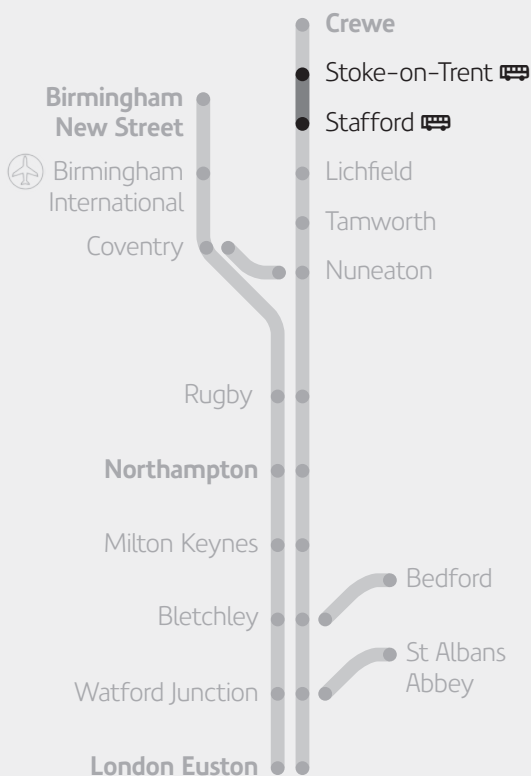 Crewe
Stoke-on-Trent
Birmingham
New Street
Stafford
Birmingham
International
Lichfield
Tamworth
Coventry
Nuneaton
Rugby
Northampton
Milton Keynes
Bedford
Bletchley
St Albans
Abbey
Watford Junction
London Euston